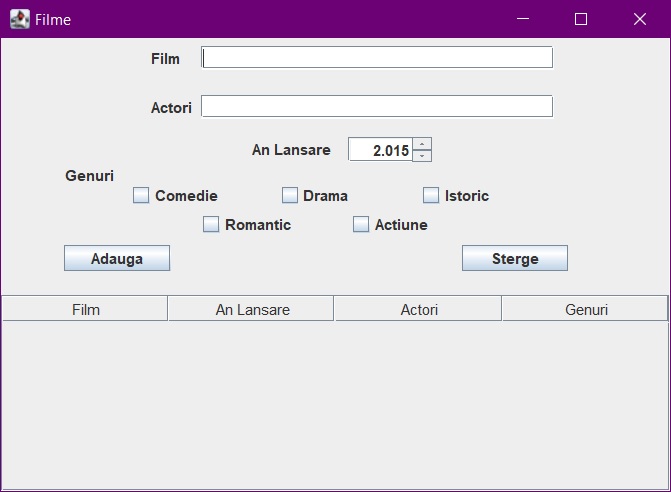 Filme
Film
Actori
An Lansare 2.015
Genuri
Comedie Drama Istoric
Romantic Actiune
Adauga Sterge
Film An Lansare Actori Genuri